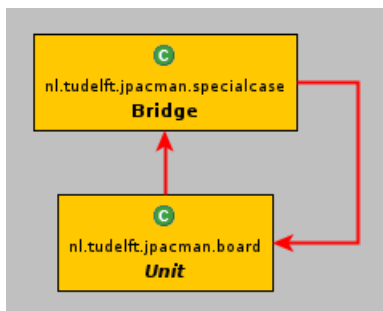 C
nl.tudelft.jpacman.specialcase
Bridge
C
nl.tudelft.jpacman.board
Unit